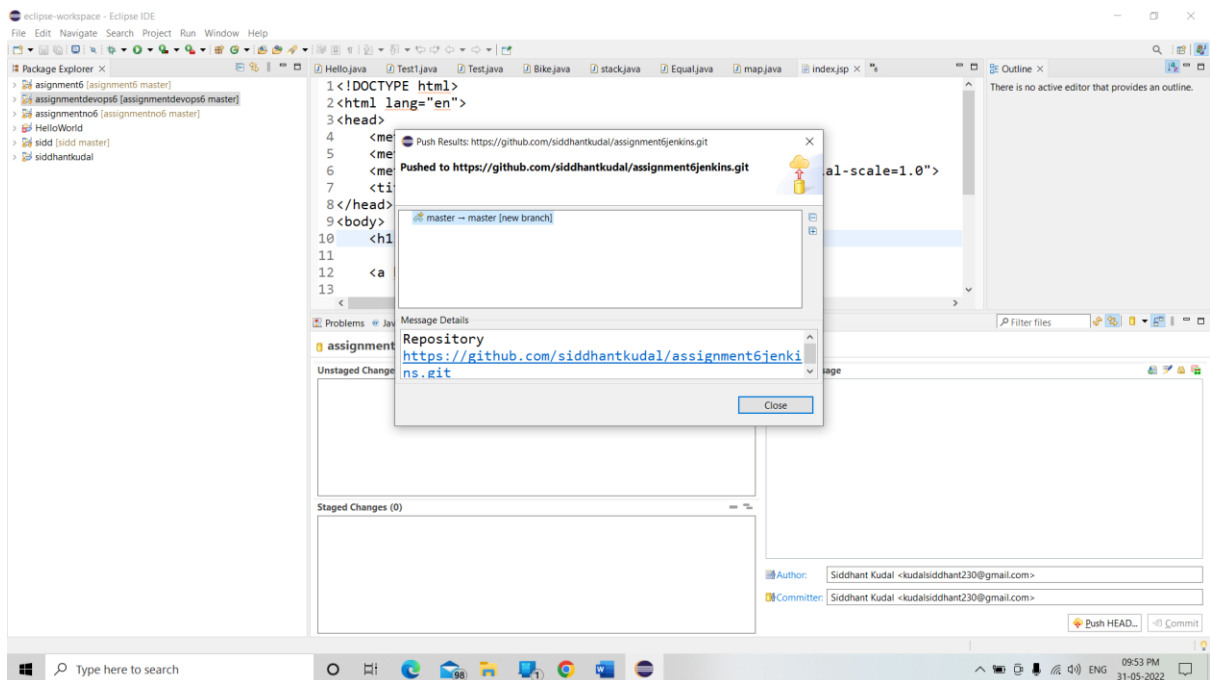 eclipse-workspace - Eclipse IDE
File Edit Navigate Search Project Run Window Help
Package Explorer
asignment6 [asignment6 master]
assignmentdevops6 [assignmentdevops6 master]
assignmentno6 [assignmentno6 master]
HelloWorld
sidd [sidd master]
siddhantkudal
Hello.java Test1.java Test.java Bike.java stack.java Equal.java map.java index.jsp
1 <!DOCTYPE html>
2 <html lang="en">
3 <head>
4 <me
5 <me
6 <me al-scale=1.0">
7 <ti
8 </head>
9 <body>
10 <h1
11
12 <a
13
Outline
There is no active editor that provides an outline.
Push Results: https://github.com/siddhantkudal/assignment6jenkins.git
Pushed to https://github.com/siddhantkudal/assignment6jenkins.git
master → master [new branch]
Message Details
Repository
https://github.com/siddhantkudal/assignment6jenki
ns.git
Close
Problems Jav
Filter files
assignment
Unstaged Change
sage
Staged Changes (0)
Author: Siddhant Kudal <kudalsiddhant230@gmail.com>
Committer: Siddhant Kudal <kudalsiddhant230@gmail.com>
Push HEAD... Commit
Type here to search
98
1
ENG
09:53 PM
31-05-2022